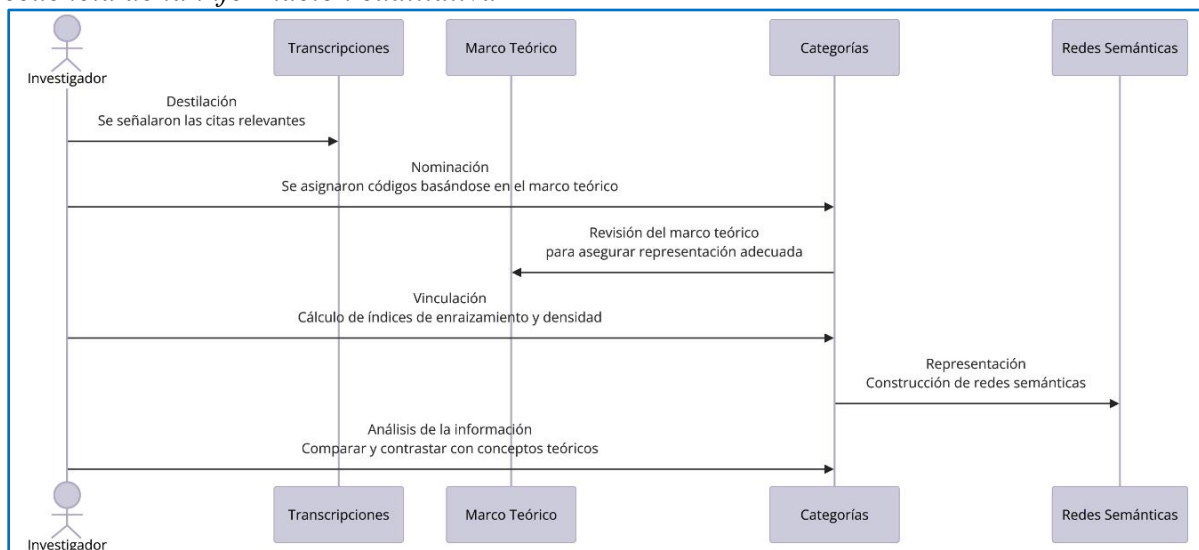 Transcripciones
Marco Teórico
Categorías
Redes Semánticas
Investigador
Destilación
Se señalaron las citas relevantes
Nominación
Se asignaron códigos basándose en el marco teórico
Revisión del marco teórico
para asegurar representación adecuada
Vinculación
Cálculo de índices de enraizamiento y densidad
Representación
Construcción de redes semánticas
Análisis de la información
Comparar y contrastar con conceptos teóricos
Transcripciones
Marco Teórico
Categorías
Redes Semánticas
Investigador